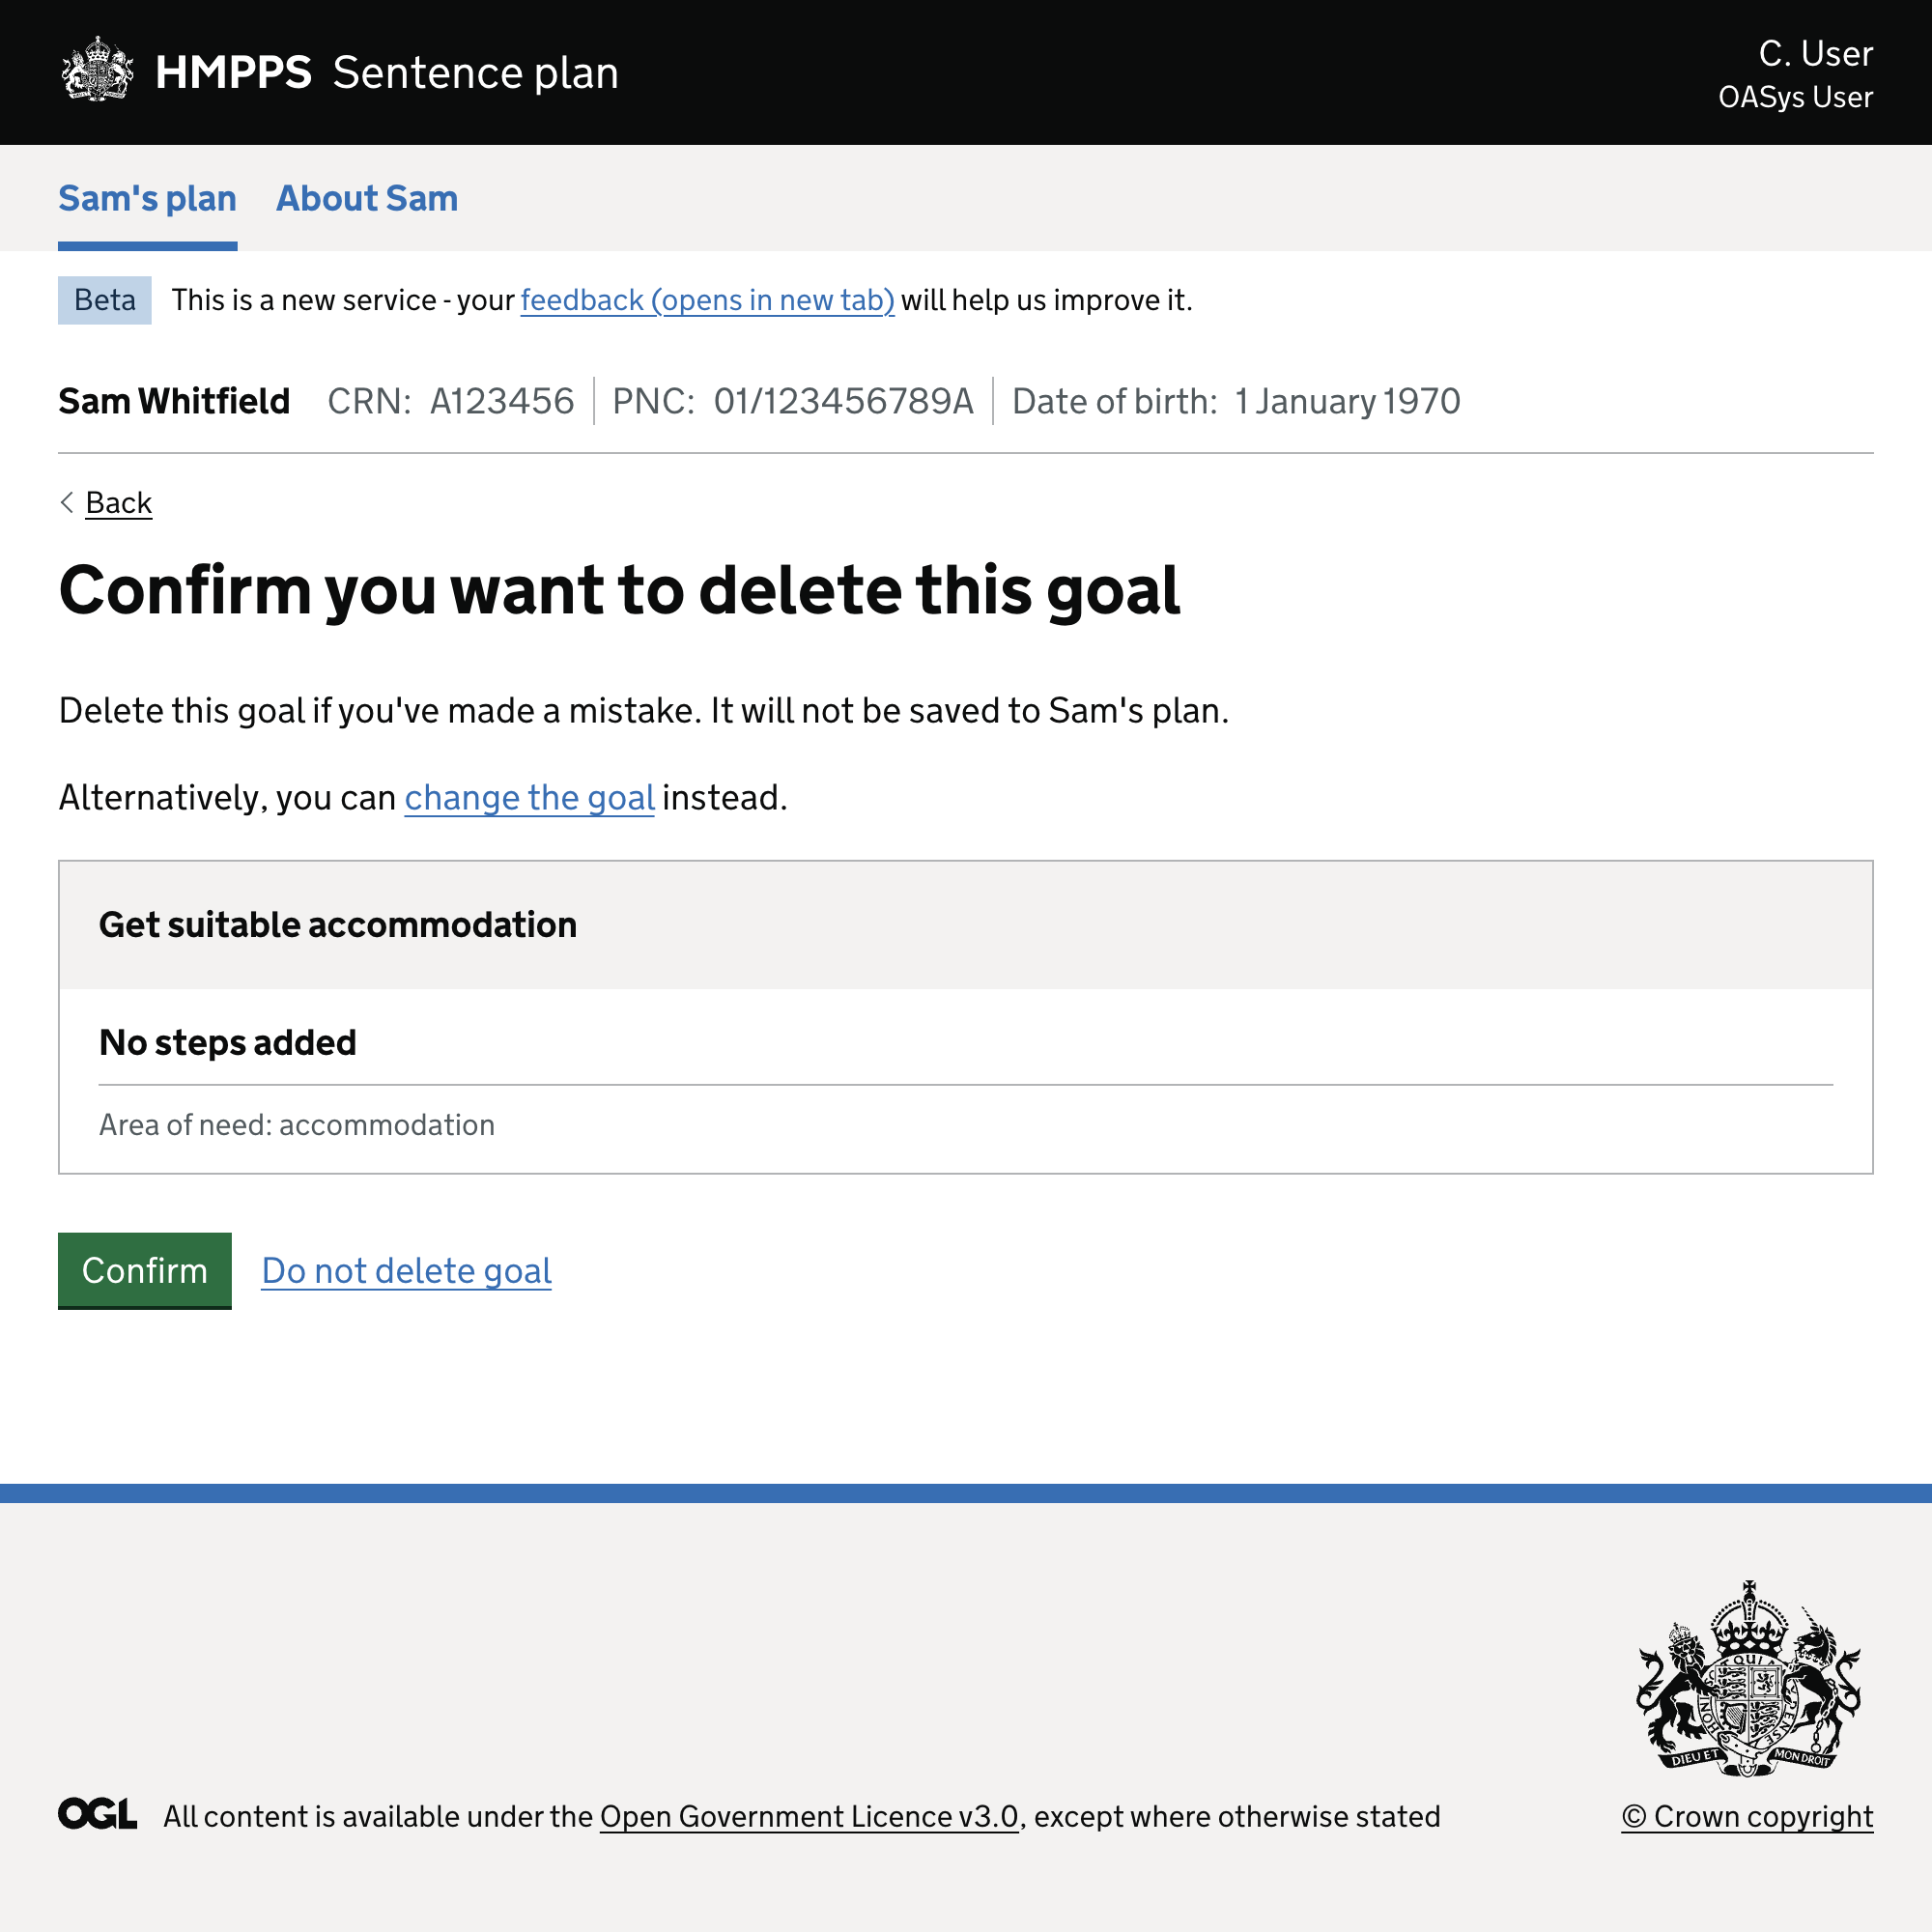 HMPPS Sentence plan
C. User
OASys User
Sam's plan About Sam
Beta This is a new service - your feedback (opens in new tab) will help us improve it.
Sam Whitfield CRN: A123456 PNC: 01/123456789A Date of birth: 1 January 1970
Back
Confirm you want to delete this goal
Delete this goal if you've made a mistake. It will not be saved to Sam's plan.
Alternatively, you can change the goal instead.
Get suitable accommodation
No steps added
Area of need: accommodation
Confirm Do not delete goal
DIEU ET MON DROIT
OGL All content is available under the Open Government Licence v3.0, except where otherwise stated
© Crown copyright